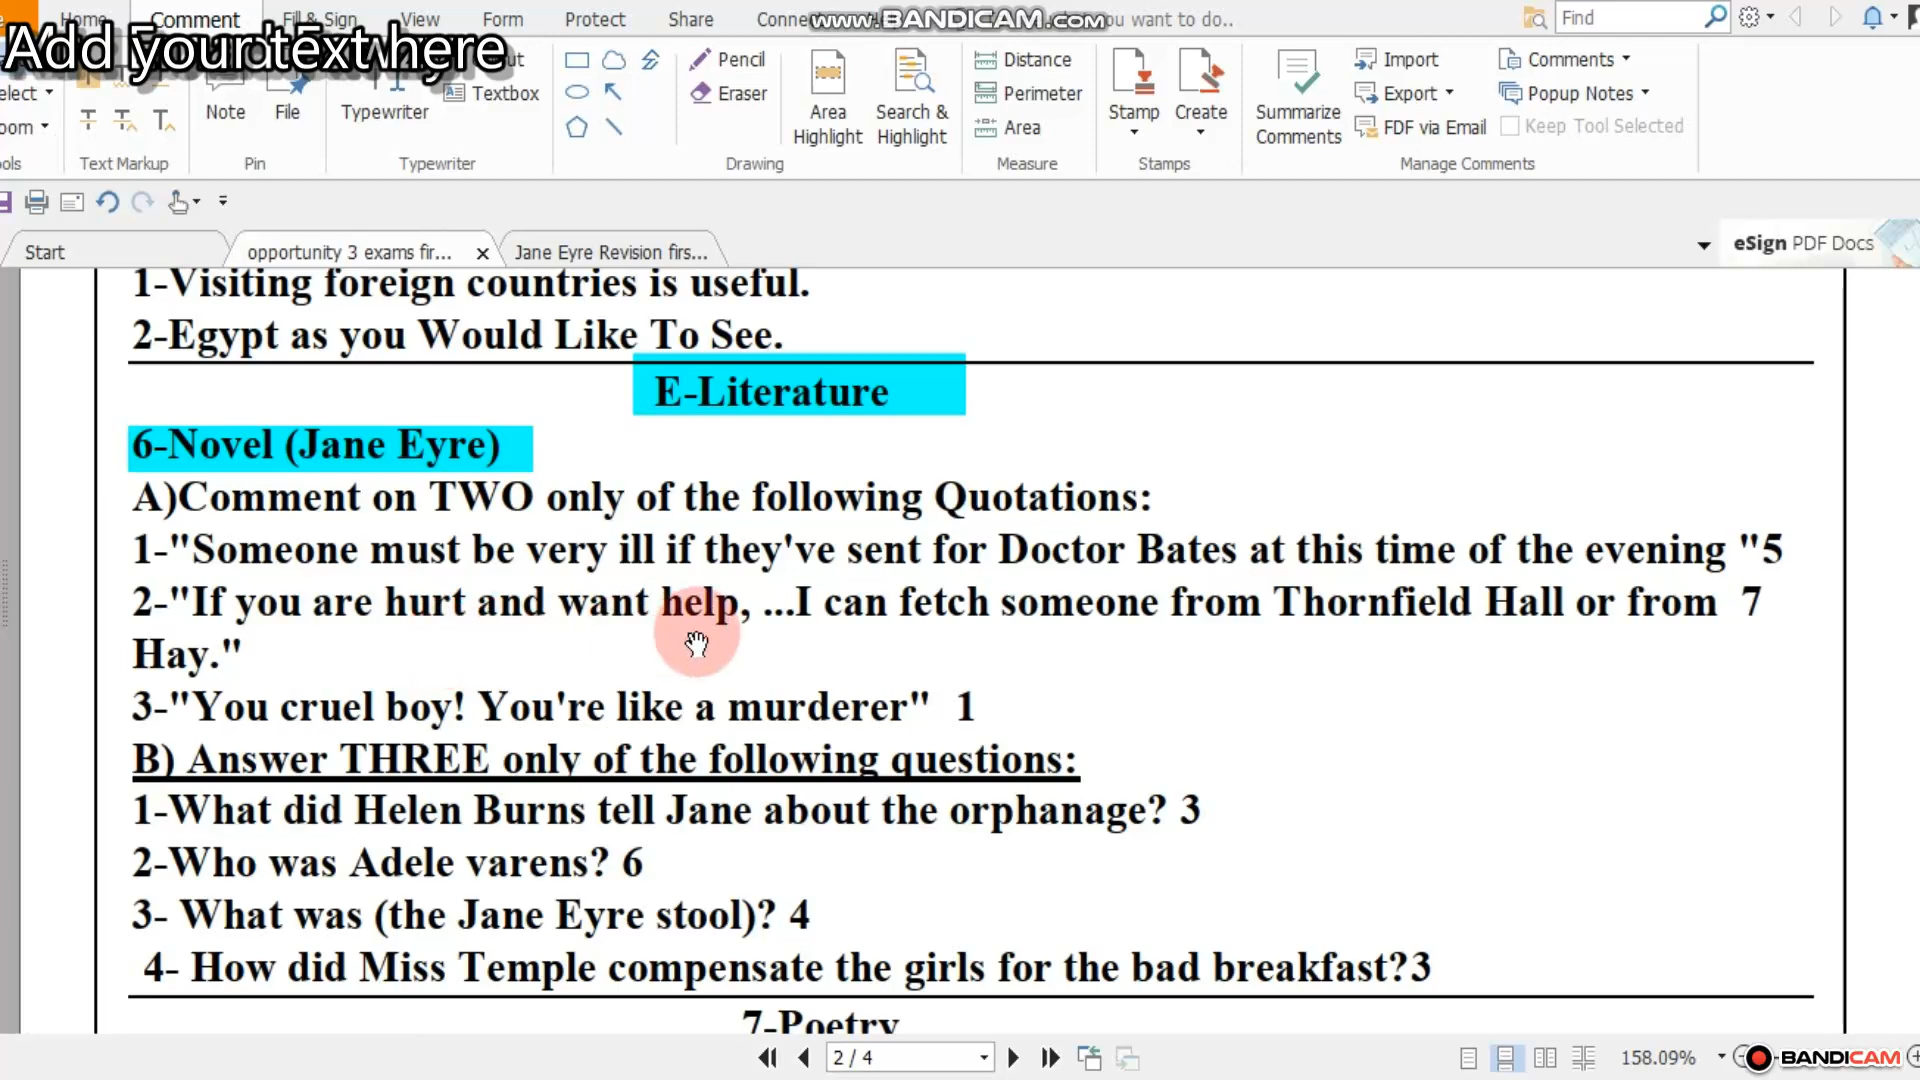 Home Comment Fill & Sign View Form Protect Share
www.BANDICAM.com
you want to do..
Find
Add your text here
Note File Typewriter Textbox
Pencil
Eraser
Area Highlight
Search & Highlight
Distance
Perimeter
Area
Stamp Create
Summarize Comments
Import
Export
FDF via Email
Comments
Popup Notes
Keep Tool Selected
Text Markup Pin Typewriter Drawing Measure Stamps Manage Comments
Start
opportunity 3 exams fir...
Jane Eyre Revision firs...
eSign PDF Docs
1-Visiting foreign countries is useful.
2-Egypt as you Would Like To See.
E-Literature
6-Novel (Jane Eyre)
A)Comment on TWO only of the following Quotations:
1-"Someone must be very ill if they've sent for Doctor Bates at this time of the evening "5
2-"If you are hurt and want help, ...I can fetch someone from Thornfield Hall or from 7
Hay."
3-"You cruel boy! You're like a murderer" 1
B) Answer THREE only of the following questions:
1-What did Helen Burns tell Jane about the orphanage? 3
2-Who was Adele varens? 6
3- What was (the Jane Eyre stool)? 4
4- How did Miss Temple compensate the girls for the bad breakfast?3
7-Poetry
2 / 4
158.09%
BANDICAM